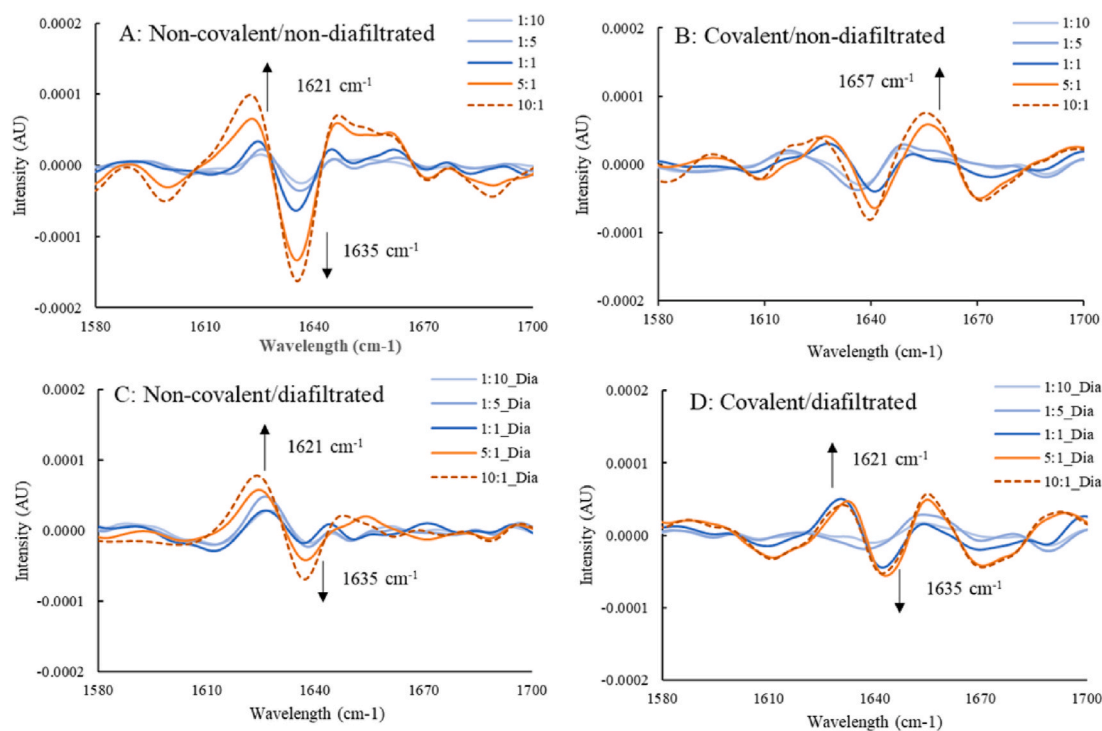 A: Non-covalent/non-diafiltrated
1:10
1:5
1:1
5:1
10:1
1621 cm-1
1635 cm-1
0.0002
0.0001
0.0000
-0.0001
-0.0002
Intensity (AU)
1580
1610
1640
1670
1700
Wavelength (cm-1)
B: Covalent/non-diafiltrated
1:10
1:5
1:1
5:1
10:1
1657 cm-1
0.0002
0.0001
0.0000
-0.0001
-0.0002
Intensity (AU)
1580
1610
1640
1670
1700
Wavelength (cm-1)
C: Non-covalent/diafiltrated
1:10_Dia
1:5_Dia
1:1_Dia
5:1_Dia
10:1_Dia
1621 cm-1
1635 cm-1
0.0002
0.0001
0.0000
-0.0001
-0.0002
Intensity (AU)
1580
1610
1640
1670
1700
Wavelength (cm-1)
D: Covalent/diafiltrated
1:10_Dia
1:5_Dia
1:1_Dia
5:1_Dia
10:1_Dia
1621 cm-1
1635 cm-1
0.0002
0.0001
0.0000
-0.0001
-0.0002
Intensity (AU)
1580
1610
1640
1670
1700
Wavelength (cm-1)